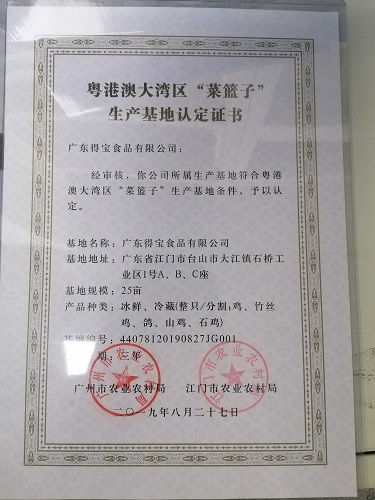 粤港澳大湾区“菜篮子”
生产基地认定证书
广东得宝食品有限公司:
经审核,你公司所属生产基地符合粤港
澳大湾区“菜篮子”生产基地条件,予以认
定。
基地名称:广东得宝食品有限公司
基地地址:广东省江门市台山市大江镇石桥工
业区1号A、B、C座
基地规模:25亩
产品种类:冰鲜、冷藏(整只/分割:鸡、竹丝
鸡、鸽、山鸡、石鸡)
基地编号:44078120190827JG001
期:三年
广州市农业农村局 江门市农业农村局
二〇一九年八月二十七日